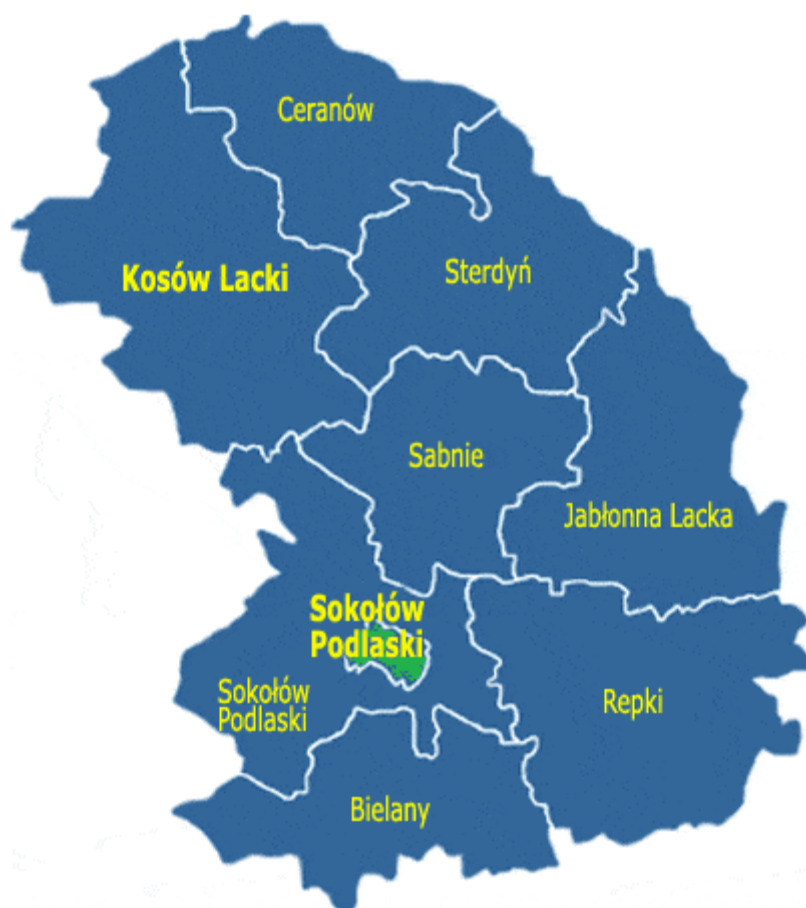 Ceranów
Sterdyń
Kosów Lacki
Sabnie
Jabłonna Lacka
Sokołów
Podlaski
Sokołów
Podlaski
Repki
Bielany